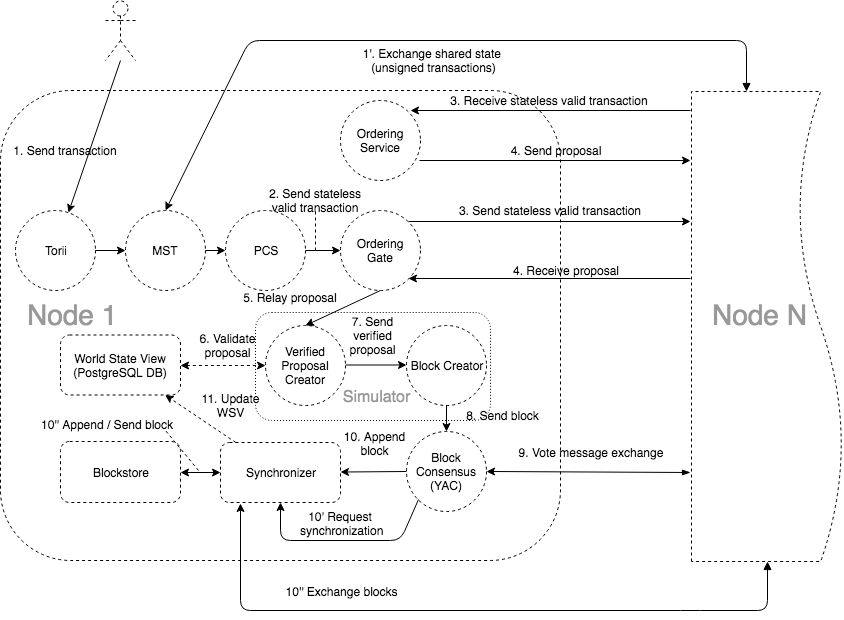 1'. Exchange shared state
(unsigned transactions)
3. Receive stateless valid transaction
Ordering
Service
1. Send transaction
4. Send proposal
2. Send stateless
valid transaction
3. Send stateless valid transaction
Torii
MST
PCS
Ordering
Gate
4. Receive proposal
5. Relay proposal
Node 1
Node N
7. Send
verified
proposal
6. Validate
proposal
World State View
(PostgreSQL DB)
Verified
Proposal
Creator
Block Creator
Simulator
11. Update
WSV
8. Send block
10" Append / Send block
10. Append
block
9. Vote message exchange
Blockstore
Synchronizer
Block
Consensus
(YAC)
10' Request
synchronization
10" Exchange blocks